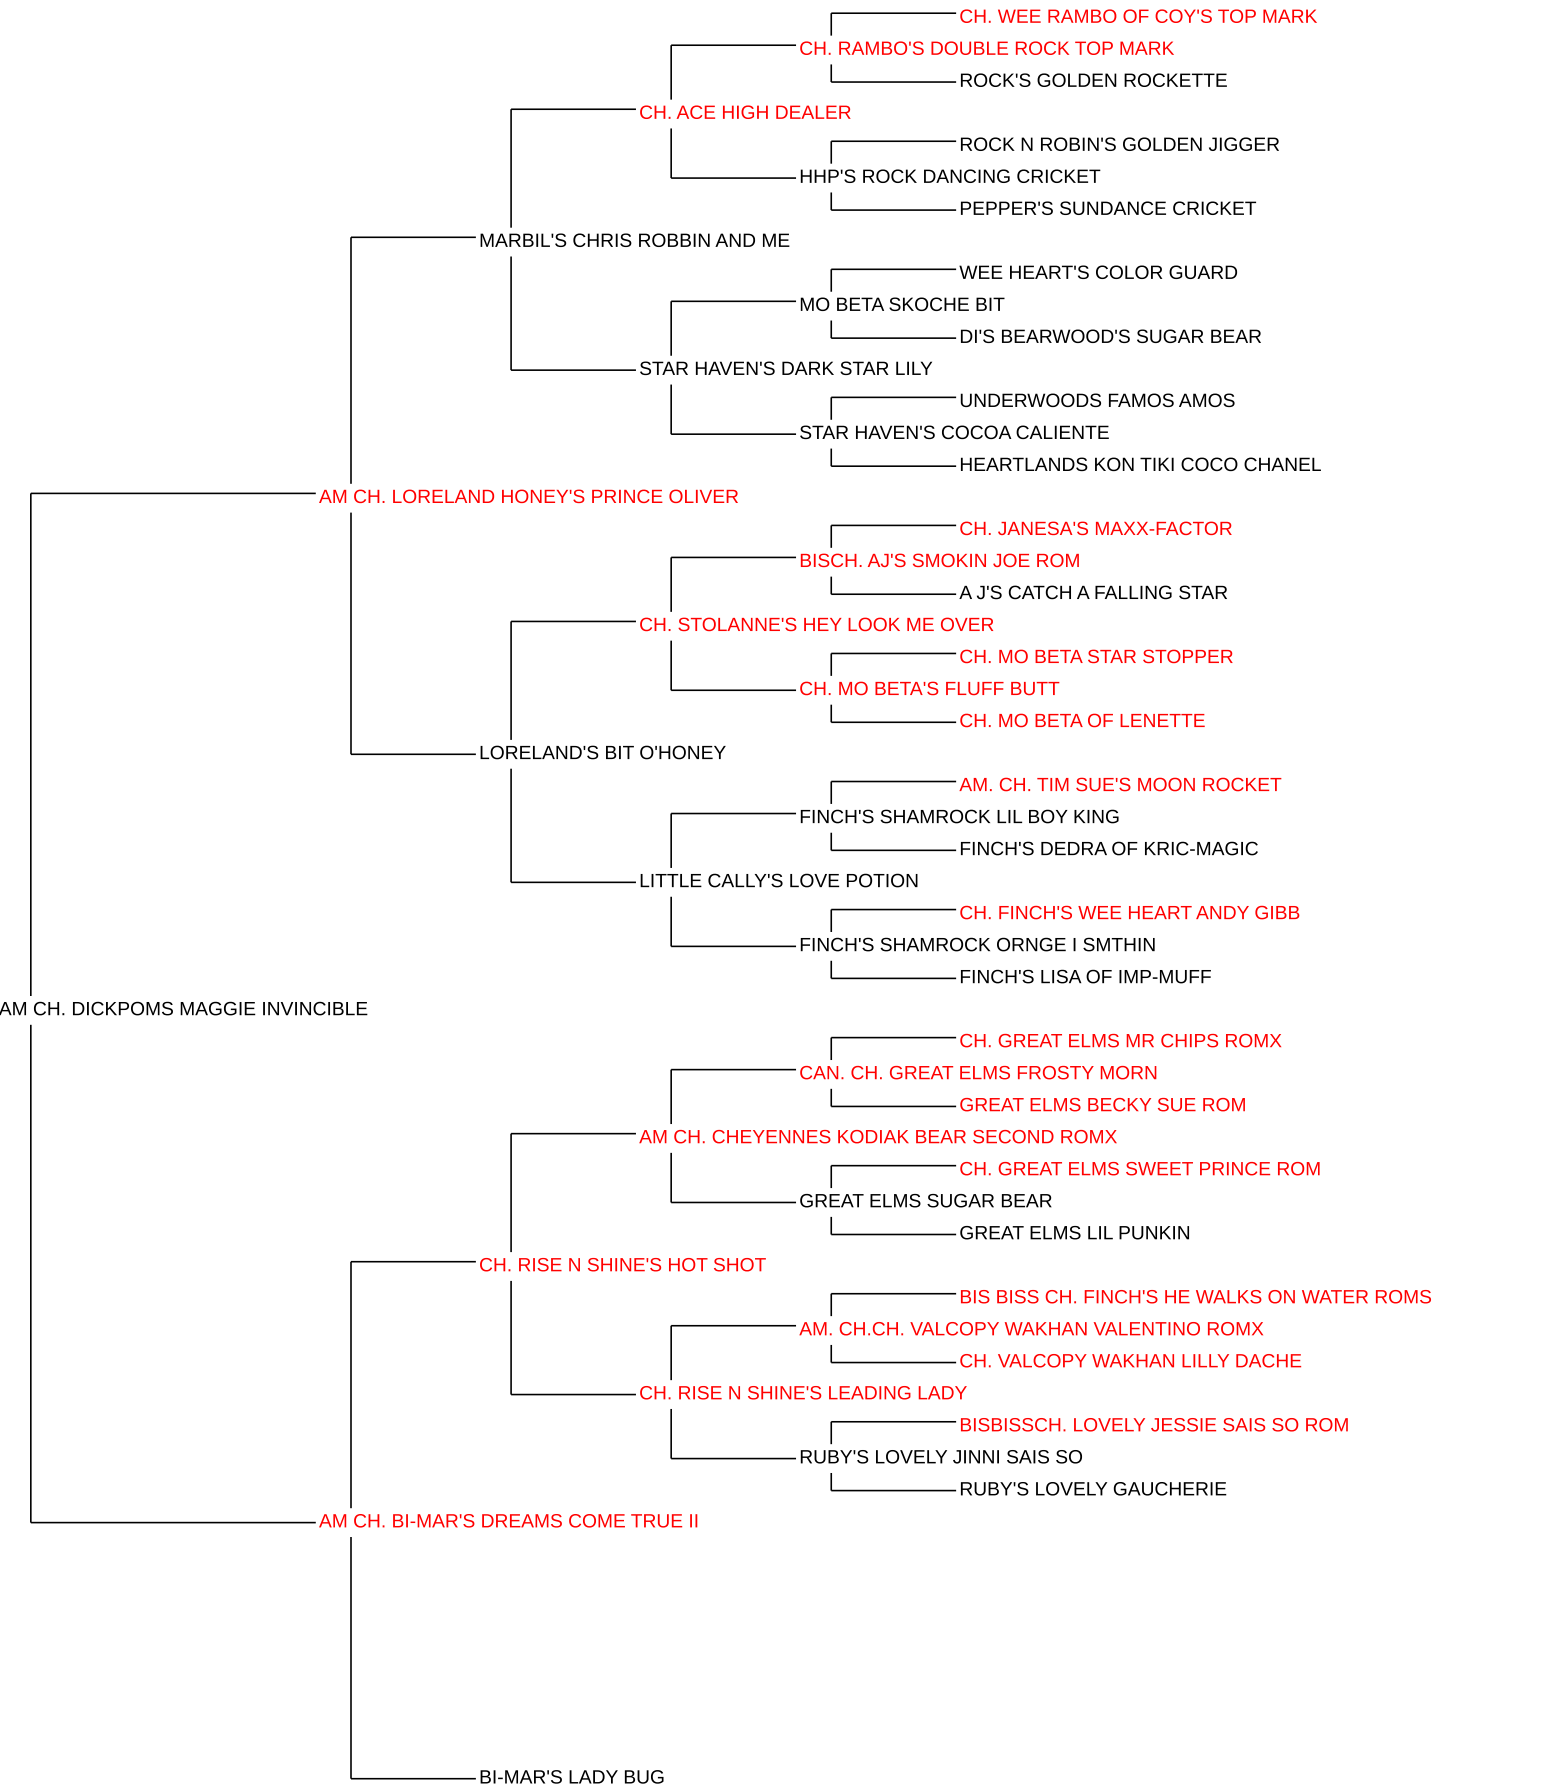 CH. WEE RAMBO OF COY'S TOP MARK
CH. RAMBO'S DOUBLE ROCK TOP MARK
ROCK'S GOLDEN ROCKETTE
CH. ACE HIGH DEALER
ROCK N ROBIN'S GOLDEN JIGGER
HHP'S ROCK DANCING CRICKET
PEPPER'S SUNDANCE CRICKET
MARBIL'S CHRIS ROBBIN AND ME
WEE HEART'S COLOR GUARD
MO BETA SKOCHE BIT
DI'S BEARWOOD'S SUGAR BEAR
STAR HAVEN'S DARK STAR LILY
UNDERWOODS FAMOS AMOS
STAR HAVEN'S COCOA CALIENTE
HEARTLANDS KON TIKI COCO CHANEL
AM CH. LORELAND HONEY'S PRINCE OLIVER
CH. JANESA'S MAXX-FACTOR
BISCH. AJ'S SMOKIN JOE ROM
A J'S CATCH A FALLING STAR
CH. STOLANNE'S HEY LOOK ME OVER
CH. MO BETA STAR STOPPER
CH. MO BETA'S FLUFF BUTT
CH. MO BETA OF LENETTE
LORELAND'S BIT O'HONEY
AM. CH. TIM SUE'S MOON ROCKET
FINCH'S SHAMROCK LIL BOY KING
FINCH'S DEDRA OF KRIC-MAGIC
LITTLE CALLY'S LOVE POTION
CH. FINCH'S WEE HEART ANDY GIBB
FINCH'S SHAMROCK ORNGE I SMTHIN
FINCH'S LISA OF IMP-MUFF
AM CH. DICKPOMS MAGGIE INVINCIBLE
CH. GREAT ELMS MR CHIPS ROMX
CAN. CH. GREAT ELMS FROSTY MORN
GREAT ELMS BECKY SUE ROM
AM CH. CHEYENNES KODIAK BEAR SECOND ROMX
CH. GREAT ELMS SWEET PRINCE ROM
GREAT ELMS SUGAR BEAR
GREAT ELMS LIL PUNKIN
CH. RISE N SHINE'S HOT SHOT
BIS BISS CH. FINCH'S HE WALKS ON WATER ROMS
AM. CH.CH. VALCOPY WAKHAN VALENTINO ROMX
CH. VALCOPY WAKHAN LILLY DACHE
CH. RISE N SHINE'S LEADING LADY
BISBISSCH. LOVELY JESSIE SAIS SO ROM
RUBY'S LOVELY JINNI SAIS SO
RUBY'S LOVELY GAUCHERIE
AM CH. BI-MAR'S DREAMS COME TRUE II
BI-MAR'S LADY BUG